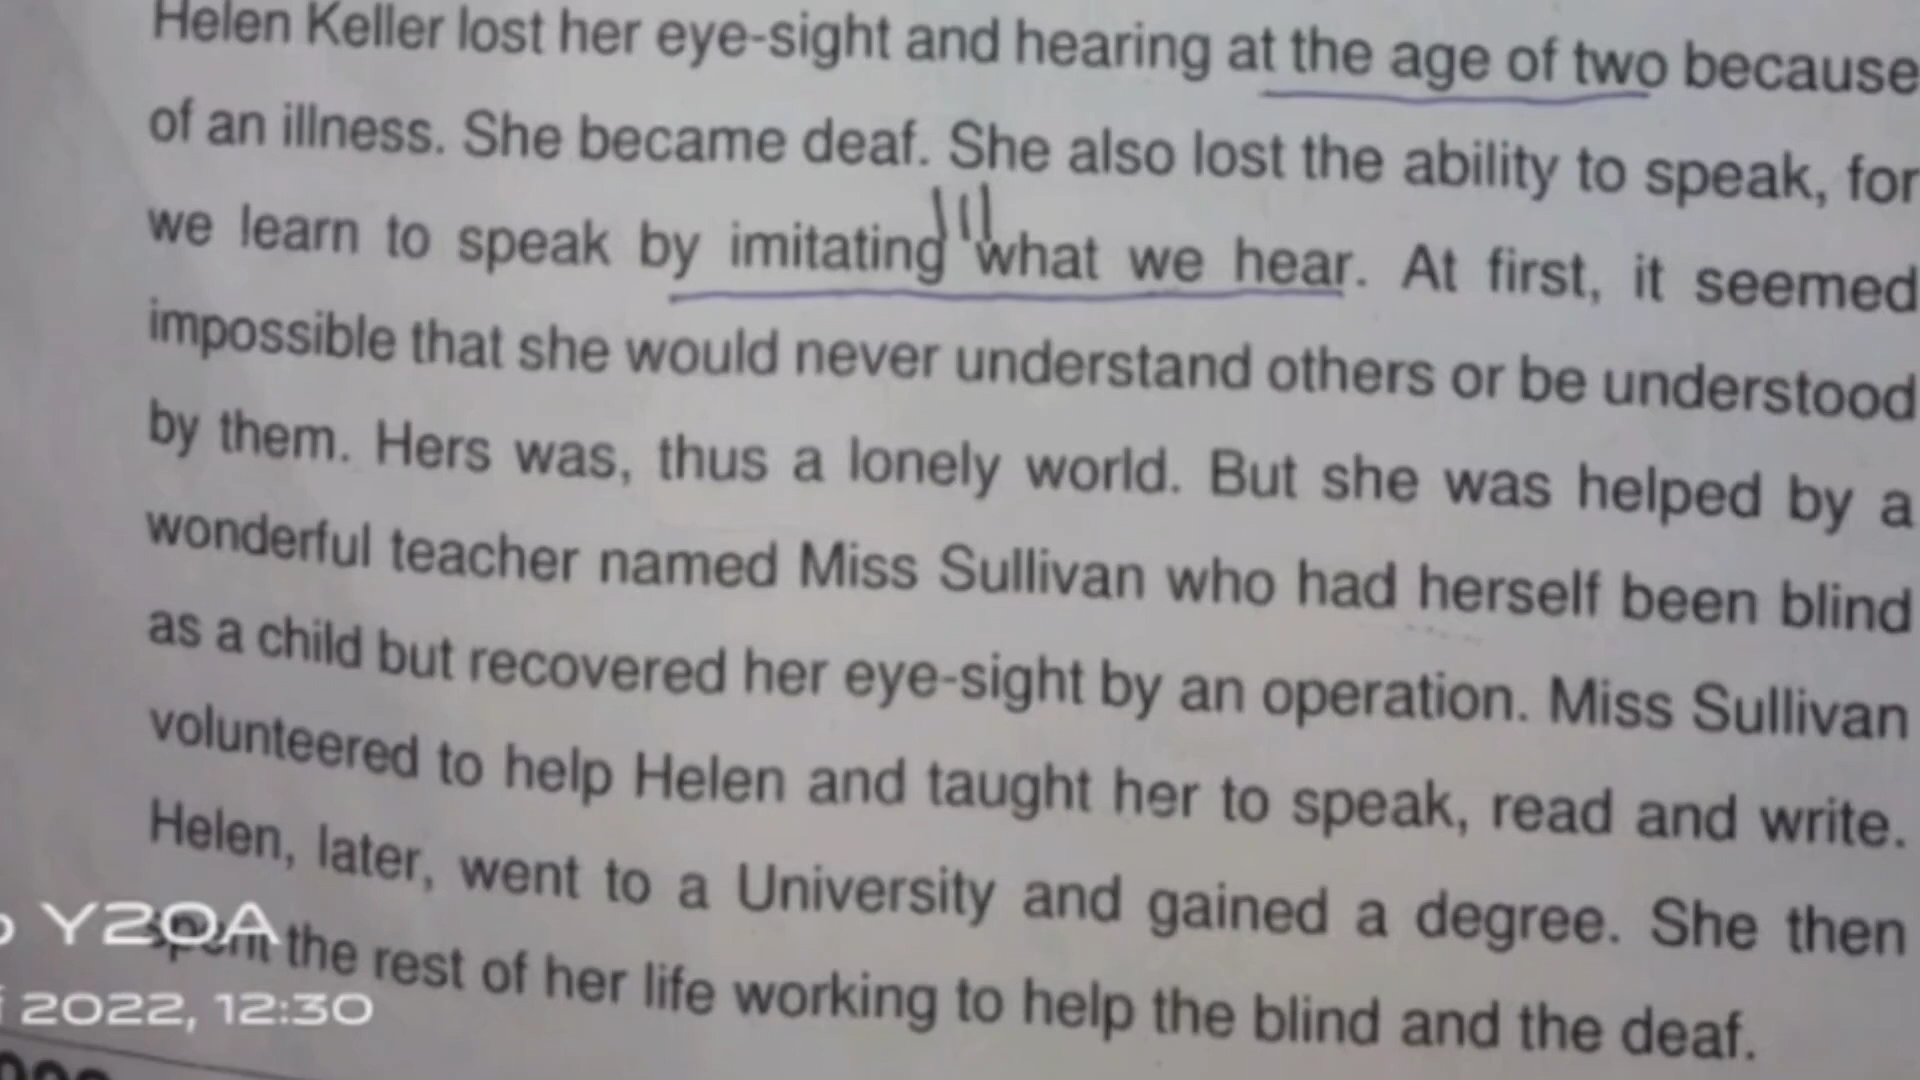 Helen Keller lost her eye-sight and hearing at the age of two because
of an illness. She became deaf. She also lost the ability to speak, for
we learn to speak by imitating what we hear. At first, it seemed
impossible that she would never understand others or be understood
by them. Hers was, thus a lonely world. But she was helped by a
wonderful teacher named Miss Sullivan who had herself been blind
as a child but recovered her eye-sight by an operation. Miss Sullivan
volunteered to help Helen and taught her to speak, read and write.
Helen, later, went to a University and gained a degree. She then
spent the rest of her life working to help the blind and the deaf.
Y20A
2022, 12:30